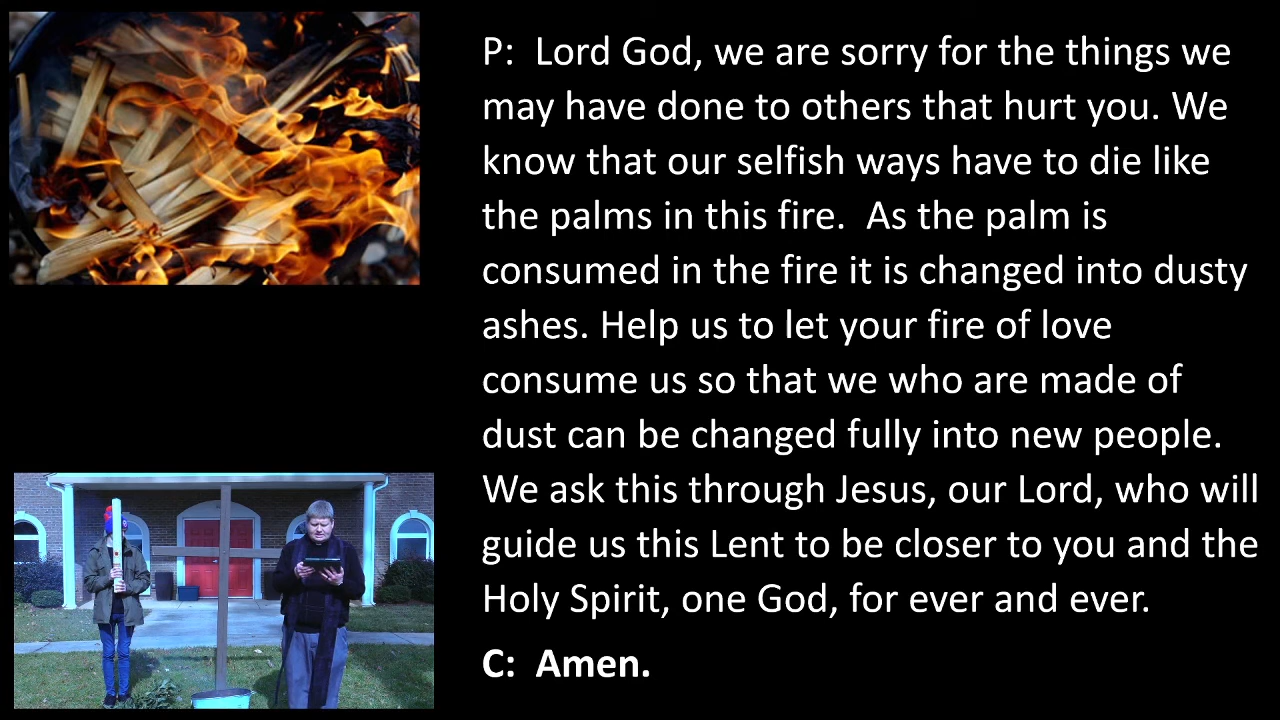 P:  Lord God, we are sorry for the things we
may have done to others that hurt you. We
know that our selfish ways have to die like
the palms in this fire.  As the palm is
consumed in the fire it is changed into dusty
ashes. Help us to let your fire of love
consume us so that we who are made of
dust can be changed fully into new people.
We ask this through Jesus, our Lord, who will
guide us this Lent to be closer to you and the
Holy Spirit, one God, for ever and ever.
C:  Amen.